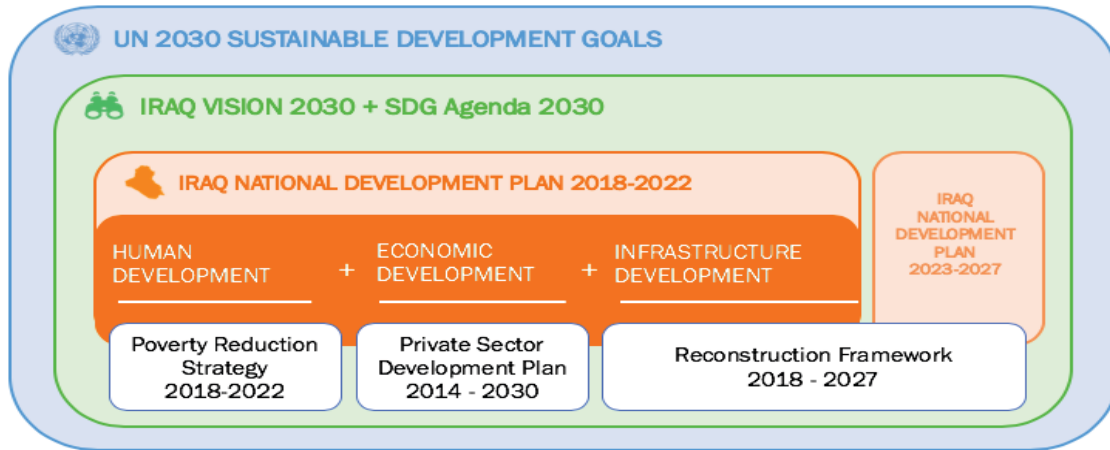 UN 2030 SUSTAINABLE DEVELOPMENT GOALS
IRAQ VISION 2030 + SDG Agenda 2030
IRAQ NATIONAL DEVELOPMENT PLAN 2018-2022
HUMAN
DEVELOPMENT
+
ECONOMIC
DEVELOPMENT
+
INFRASTRUCTURE
DEVELOPMENT
IRAQ
NATIONAL
DEVELOPMENT
PLAN
2023-2027
Poverty Reduction
Strategy
2018-2022
Private Sector
Development Plan
2014 - 2030
Reconstruction Framework
2018 - 2027